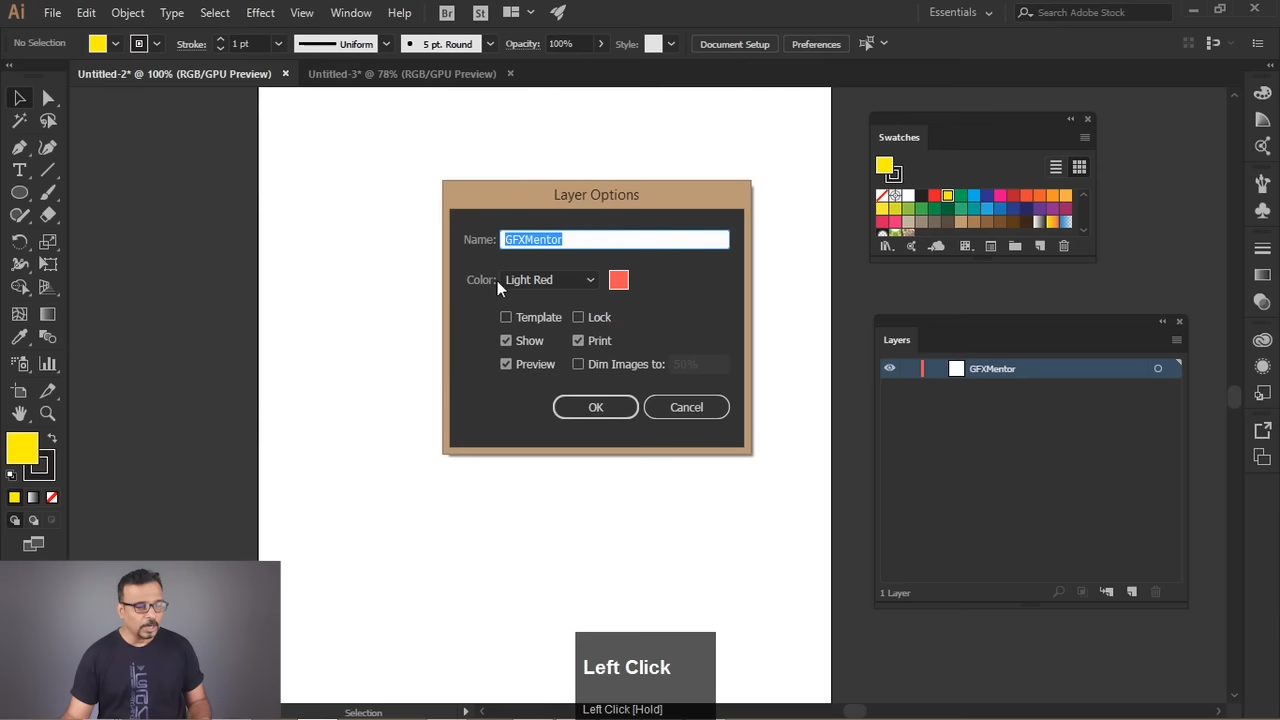 Ai File Edit Object Type Select Effect View Window Help Br St Essentials Search Adobe Stock
No Selection Stroke: 1 pt Uniform 5 pt. Round Opacity: 100% Style: Document Setup Preferences
Untitled-2* @ 100% (RGB/GPU Preview) Untitled-3* @ 78% (RGB/GPU Preview)
Swatches
Layer Options
Name: GFXMentor
Color: Light Red
Template Lock
Show Print
Preview Dim Images to: 50%
OK Cancel
Layers
GFXMentor
1 Layer
Left Click
Left Click [Hold]
Selection